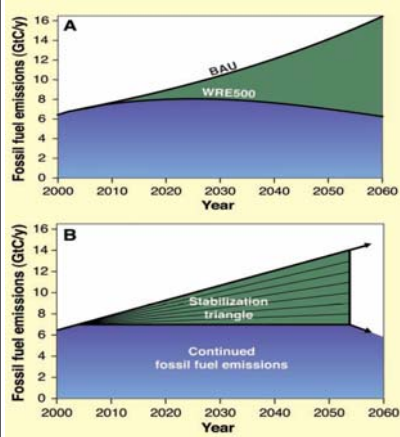 A
Fossil fuel emissions (GtC/y)
16
14
12
10
8
6
4
2
0
BAU
WRE500
2000 2010 2020 2030 2040 2050 2060
Year
B
Fossil fuel emissions (GtC/y)
16
14
12
10
8
6
4
2
0
Stabilization
triangle
Continued
fossil fuel emissions
2000 2010 2020 2030 2040 2050 2060
Year